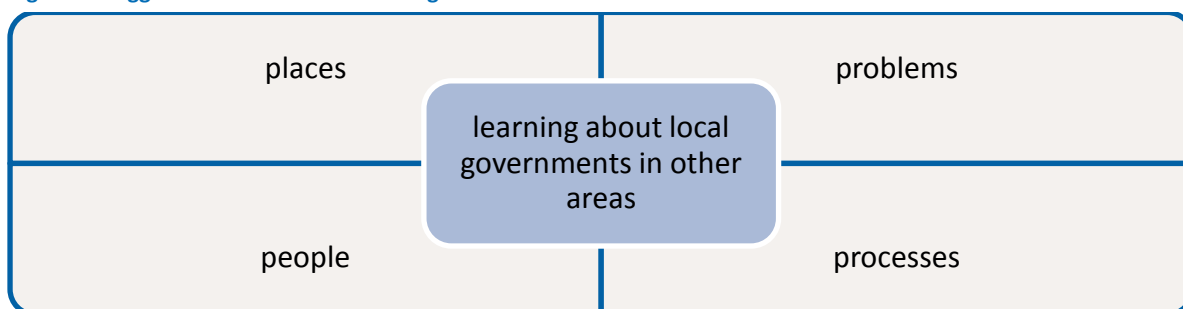 places
problems
learning about local
governments in other
areas
people
processes